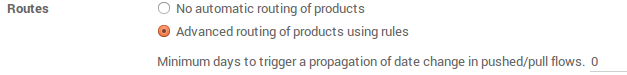 Routes No automatic routing of products
Advanced routing of products using rules
Minimum days to trigger a propagation of date change in pushed/pull flows. 0